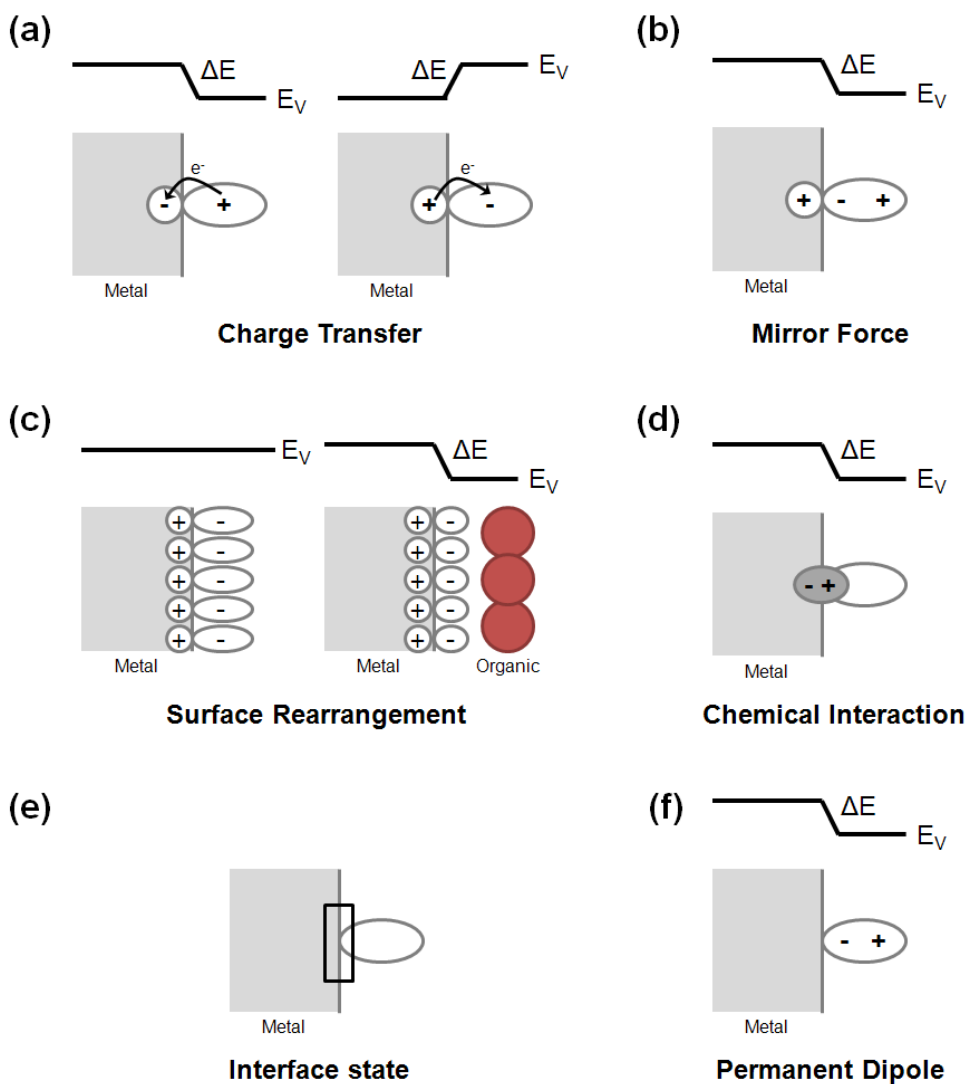 (a)
ΔE
E_V
ΔE
E_V
e-
- +
e-
+ -
Metal
Metal
Charge Transfer
(b)
ΔE
E_V
+ - +
Metal
Mirror Force
(c)
E_V
ΔE
E_V
+ - + -
+ - + -
+ - + -
+ - + -
+ - + -
Metal
Metal
Organic
Surface Rearrangement
(d)
ΔE
E_V
- +
Metal
Chemical Interaction
(e)
Metal
Interface state
(f)
ΔE
E_V
- +
Metal
Permanent Dipole